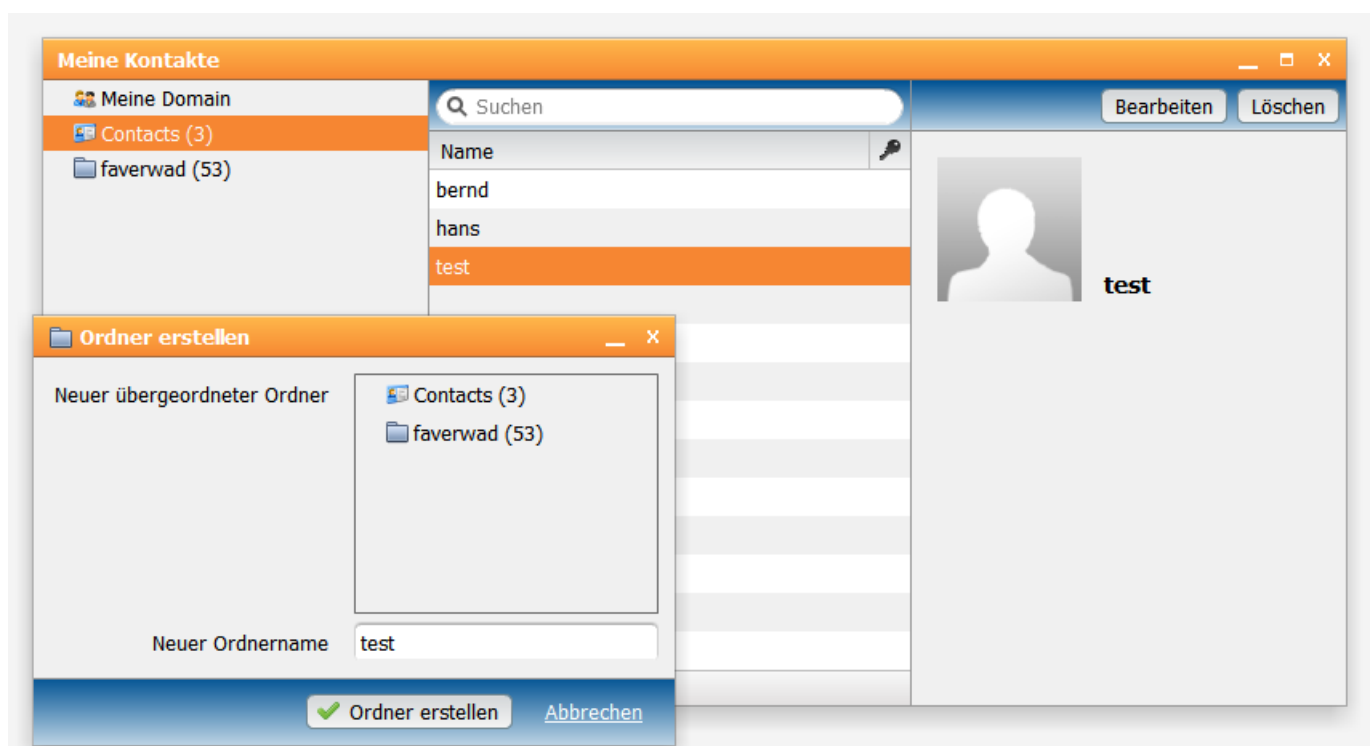 Meine Kontakte
Meine Domain
Contacts (3)
faverwad (53)
Suchen
Name
bernd
hans
test
Bearbeiten Löschen
test
Ordner erstellen
Neuer übergeordneter Ordner
Contacts (3)
faverwad (53)
Neuer Ordnername test
Ordner erstellen Abbrechen